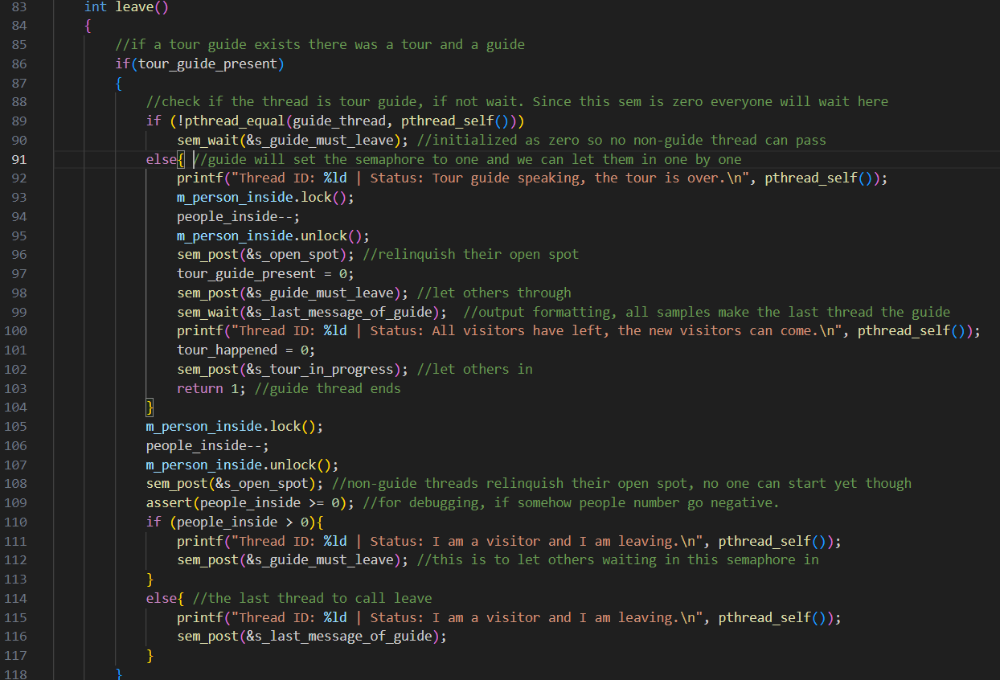 83 int leave()
84 {
85 //if a tour guide exists there was a tour and a guide
86 if(tour_guide_present)
87 {
88 //check if the thread is tour guide, if not wait. Since this sem is zero everyone will wait here
89 if (!pthread_equal(guide_thread, pthread_self()))
90 sem_wait(&s_guide_must_leave); //initialized as zero so no non-guide thread can pass
91 else{ //guide will set the semaphore to one and we can let them in one by one
92 printf("Thread ID: %ld | Status: Tour guide speaking, the tour is over.\n", pthread_self());
93 m_person_inside.lock();
94 people_inside--;
95 m_person_inside.unlock();
96 sem_post(&s_open_spot); //relinquish their open spot
97 tour_guide_present = 0;
98 sem_post(&s_guide_must_leave); //let others through
99 sem_wait(&s_last_message_of_guide);  //output formatting, all samples make the last thread the guide
100 printf("Thread ID: %ld | Status: All visitors have left, the new visitors can come.\n", pthread_self());
101 tour_happened = 0;
102 sem_post(&s_tour_in_progress); //let others in
103 return 1; //guide thread ends
104 }
105 m_person_inside.lock();
106 people_inside--;
107 m_person_inside.unlock();
108 sem_post(&s_open_spot); //non-guide threads relinquish their open spot, no one can start yet though
109 assert(people_inside >= 0); //for debugging, if somehow people number go negative.
110 if (people_inside > 0){
111 printf("Thread ID: %ld | Status: I am a visitor and I am leaving.\n", pthread_self());
112 sem_post(&s_guide_must_leave); //this is to let others waiting in this semaphore in
113 }
114 else{ //the last thread to call leave
115 printf("Thread ID: %ld | Status: I am a visitor and I am leaving.\n", pthread_self());
116 sem_post(&s_last_message_of_guide);
117 }
118 }